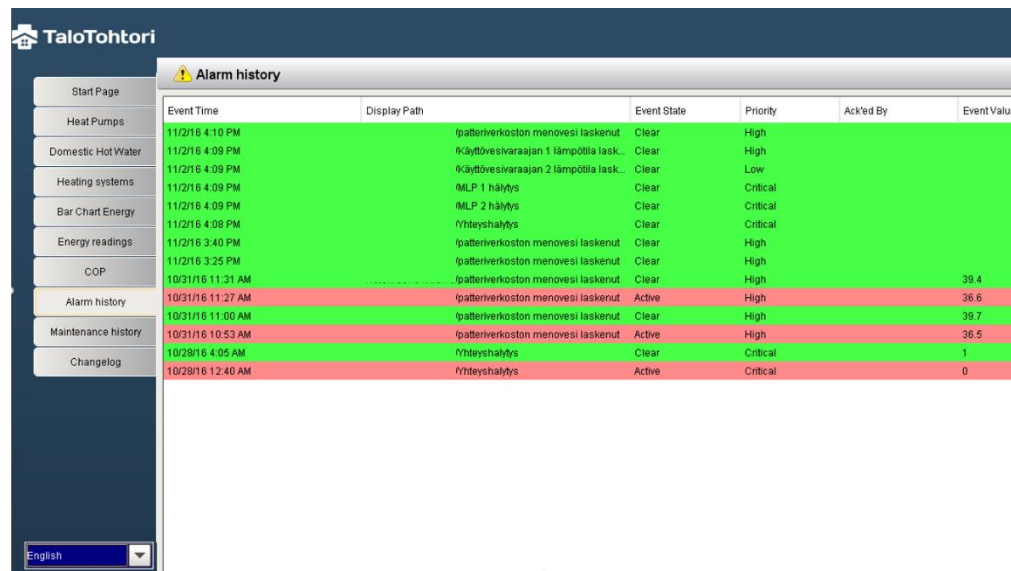 TaloTohtori
Alarm history
Start Page
Heat Pumps
Domestic Hot Water
Heating systems
Bar Chart Energy
Energy readings
COP
Alarm history
Maintenance history
Changelog
English
Event Time Display Path Event State Priority Ack'ed By Event Valu
11/2/16 4:10 PM /patteriverkoston menovesi laskenut Clear High
11/2/16 4:09 PM /Käyttövesivaraajan 1 lämpötila lask... Clear High
11/2/16 4:09 PM /Käyttövesivaraajan 2 lämpötila lask... Clear Low
11/2/16 4:09 PM /MLP 1 hälytys Clear Critical
11/2/16 4:09 PM /MLP 2 hälytys Clear Critical
11/2/16 4:08 PM /Yhteyshalytys Clear Critical
11/2/16 3:40 PM /patteriverkoston menovesi laskenut Clear High
11/2/16 3:25 PM /patteriverkoston menovesi laskenut Clear High
10/31/16 11:31 AM /patteriverkoston menovesi laskenut Clear High 39.4
10/31/16 11:27 AM /patteriverkoston menovesi laskenut Active High 36.6
10/31/16 11:00 AM /patteriverkoston menovesi laskenut Clear High 39.7
10/31/16 10:53 AM /patteriverkoston menovesi laskenut Active High 36.5
10/28/16 4:05 AM /Yhteyshalytys Clear Critical 1
10/28/16 12:40 AM /Yhteyshalytys Active Critical 0